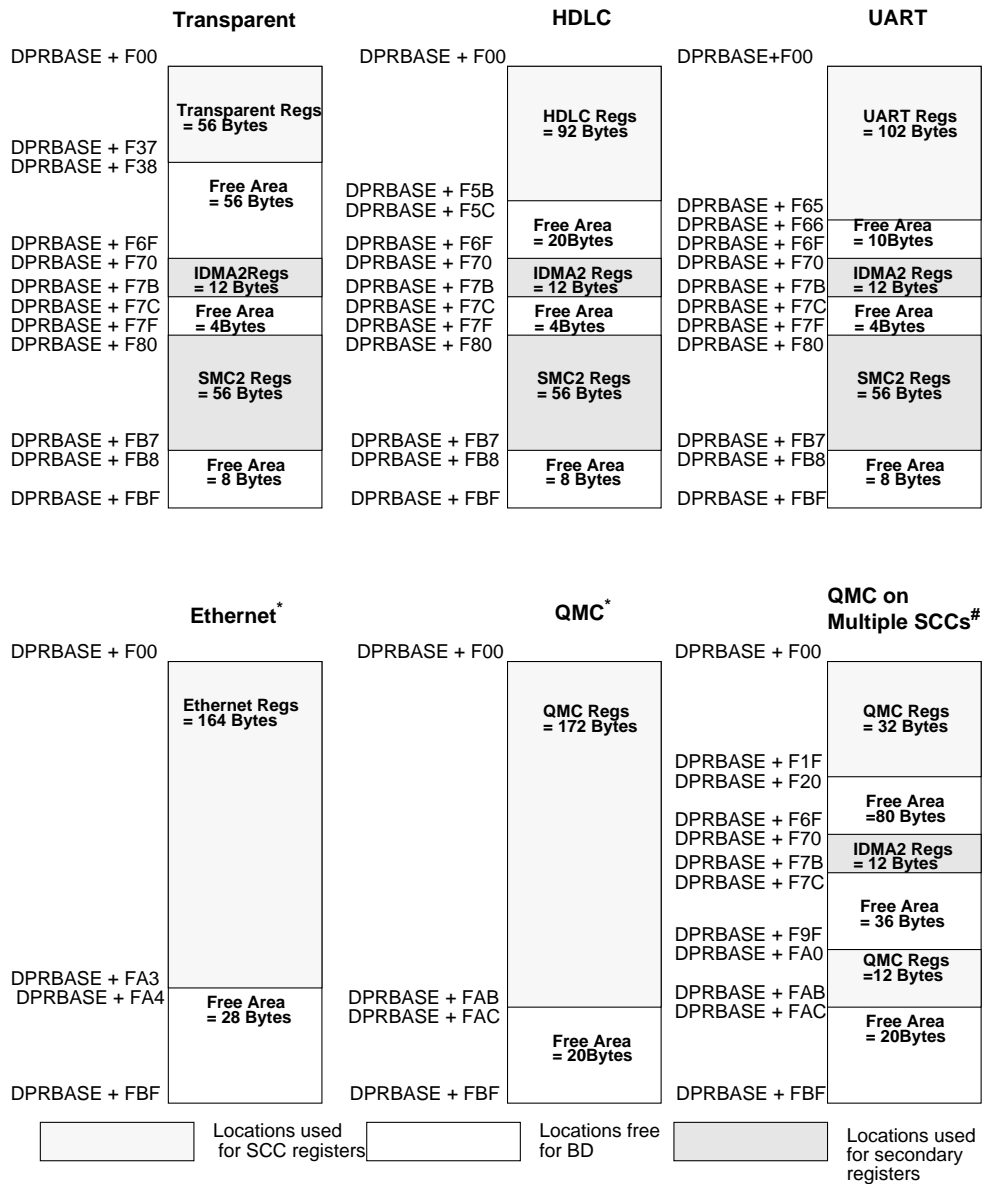 Transparent
DPRBASE + F00
Transparent Regs
= 56 Bytes
DPRBASE + F37
DPRBASE + F38
Free Area
= 56 Bytes
DPRBASE + F6F
DPRBASE + F70
IDMA2Regs
= 12 Bytes
DPRBASE + F7B
DPRBASE + F7C
Free Area
= 4Bytes
DPRBASE + F7F
DPRBASE + F80
SMC2 Regs
= 56 Bytes
DPRBASE + FB7
DPRBASE + FB8
Free Area
= 8 Bytes
DPRBASE + FBF
HDLC
DPRBASE + F00
HDLC Regs
= 92 Bytes
DPRBASE + F5B
DPRBASE + F5C
Free Area
= 20Bytes
DPRBASE + F6F
DPRBASE + F70
IDMA2 Regs
= 12 Bytes
DPRBASE + F7B
DPRBASE + F7C
Free Area
= 4Bytes
DPRBASE + F7F
DPRBASE + F80
SMC2 Regs
= 56 Bytes
DPRBASE + FB7
DPRBASE + FB8
Free Area
= 8 Bytes
DPRBASE + FBF
UART
DPRBASE+F00
UART Regs
= 102 Bytes
DPRBASE + F65
DPRBASE + F66
Free Area
= 10Bytes
DPRBASE + F6F
DPRBASE + F70
IDMA2 Regs
= 12 Bytes
DPRBASE + F7B
DPRBASE + F7C
Free Area
= 4Bytes
DPRBASE + F7F
DPRBASE + F80
SMC2 Regs
= 56 Bytes
DPRBASE + FB7
DPRBASE + FB8
Free Area
= 8 Bytes
DPRBASE + FBF
Ethernet*
DPRBASE + F00
Ethernet Regs
= 164 Bytes
DPRBASE + FA3
DPRBASE + FA4
Free Area
= 28 Bytes
DPRBASE + FBF
QMC*
DPRBASE + F00
QMC Regs
= 172 Bytes
DPRBASE + FAB
DPRBASE + FAC
Free Area
= 20Bytes
DPRBASE + FBF
QMC on
Multiple SCCs#
DPRBASE + F00
QMC Regs
= 32 Bytes
DPRBASE + F1F
DPRBASE + F20
Free Area
=80 Bytes
DPRBASE + F6F
DPRBASE + F70
IDMA2 Regs
= 12 Bytes
DPRBASE + F7B
DPRBASE + F7C
Free Area
= 36 Bytes
DPRBASE + F9F
DPRBASE + FA0
QMC Regs
=12 Bytes
DPRBASE + FAB
DPRBASE + FAC
Free Area
= 20Bytes
DPRBASE + FBF
Locations used
for SCC registers
Locations free
for BD
Locations used
for secondary
registers